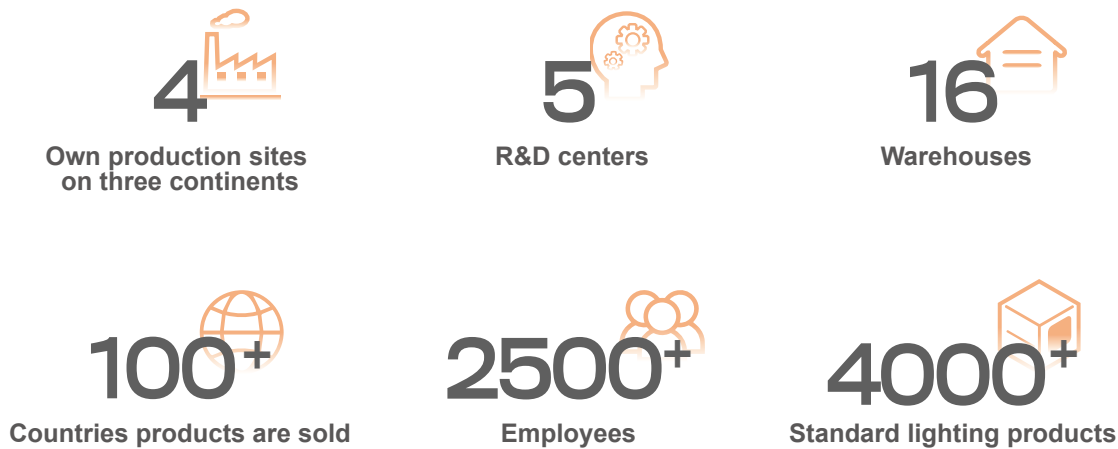 4
Own production sites
on three continents
5
R&D centers
16
Warehouses
100+
Countries products are sold
2500+
Employees
4000+
Standard lighting products